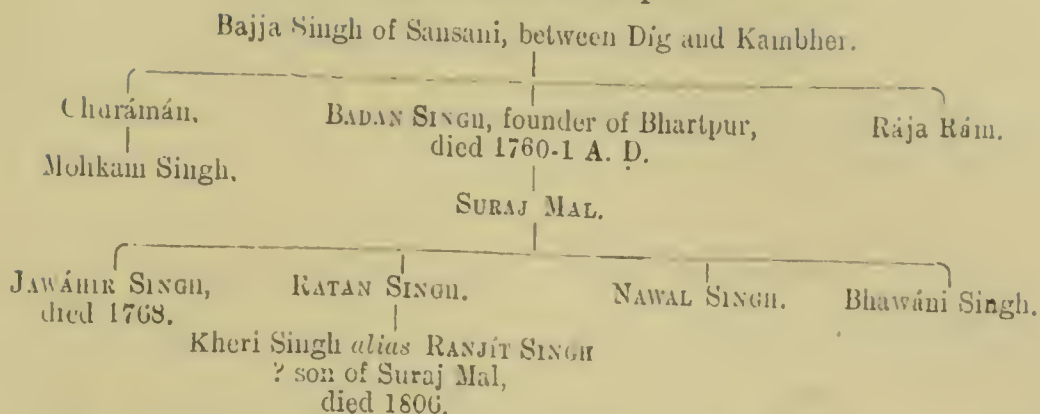 Bajja Singh of Sansani, between Díg and Kambher.
Churámán. BADAN SINGH, founder of Bhartpur, Rája Rám.
died 1760-1 A. D.
Mohkam Singh.
SURAJ MAL.
JAWÁHIR SINGH, RATAN SINGH. NAWAL SINGH. Bhawáni Singh.
died 1768.
Kheri Singh alias RANJÍT SINGH
? son of Suraj Mal,
died 1806.